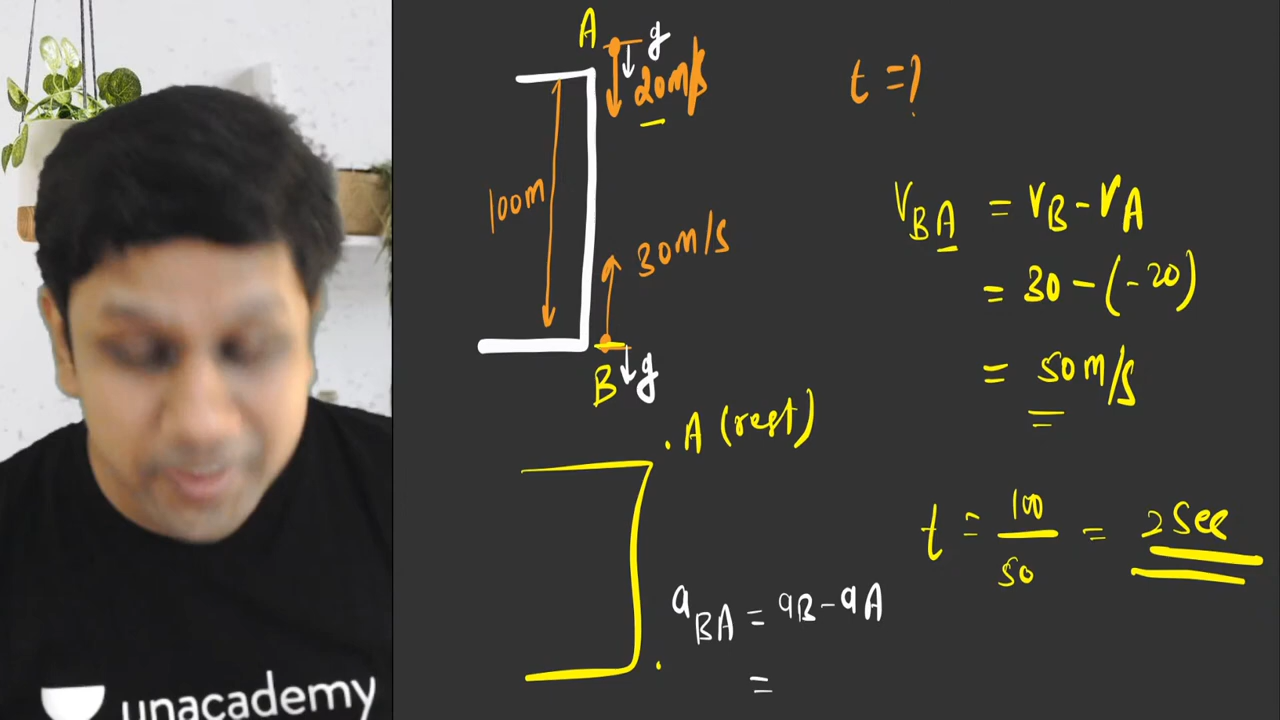 A
g
20m/s
t = ?
100m
V_BA = V_B - V_A
30m/s
= 30 - (-20)
B
g
= 50m/s
. A (rest)
t = 100/50 = 2 Sec
a_BA = a_B - a_A
=
unacademy